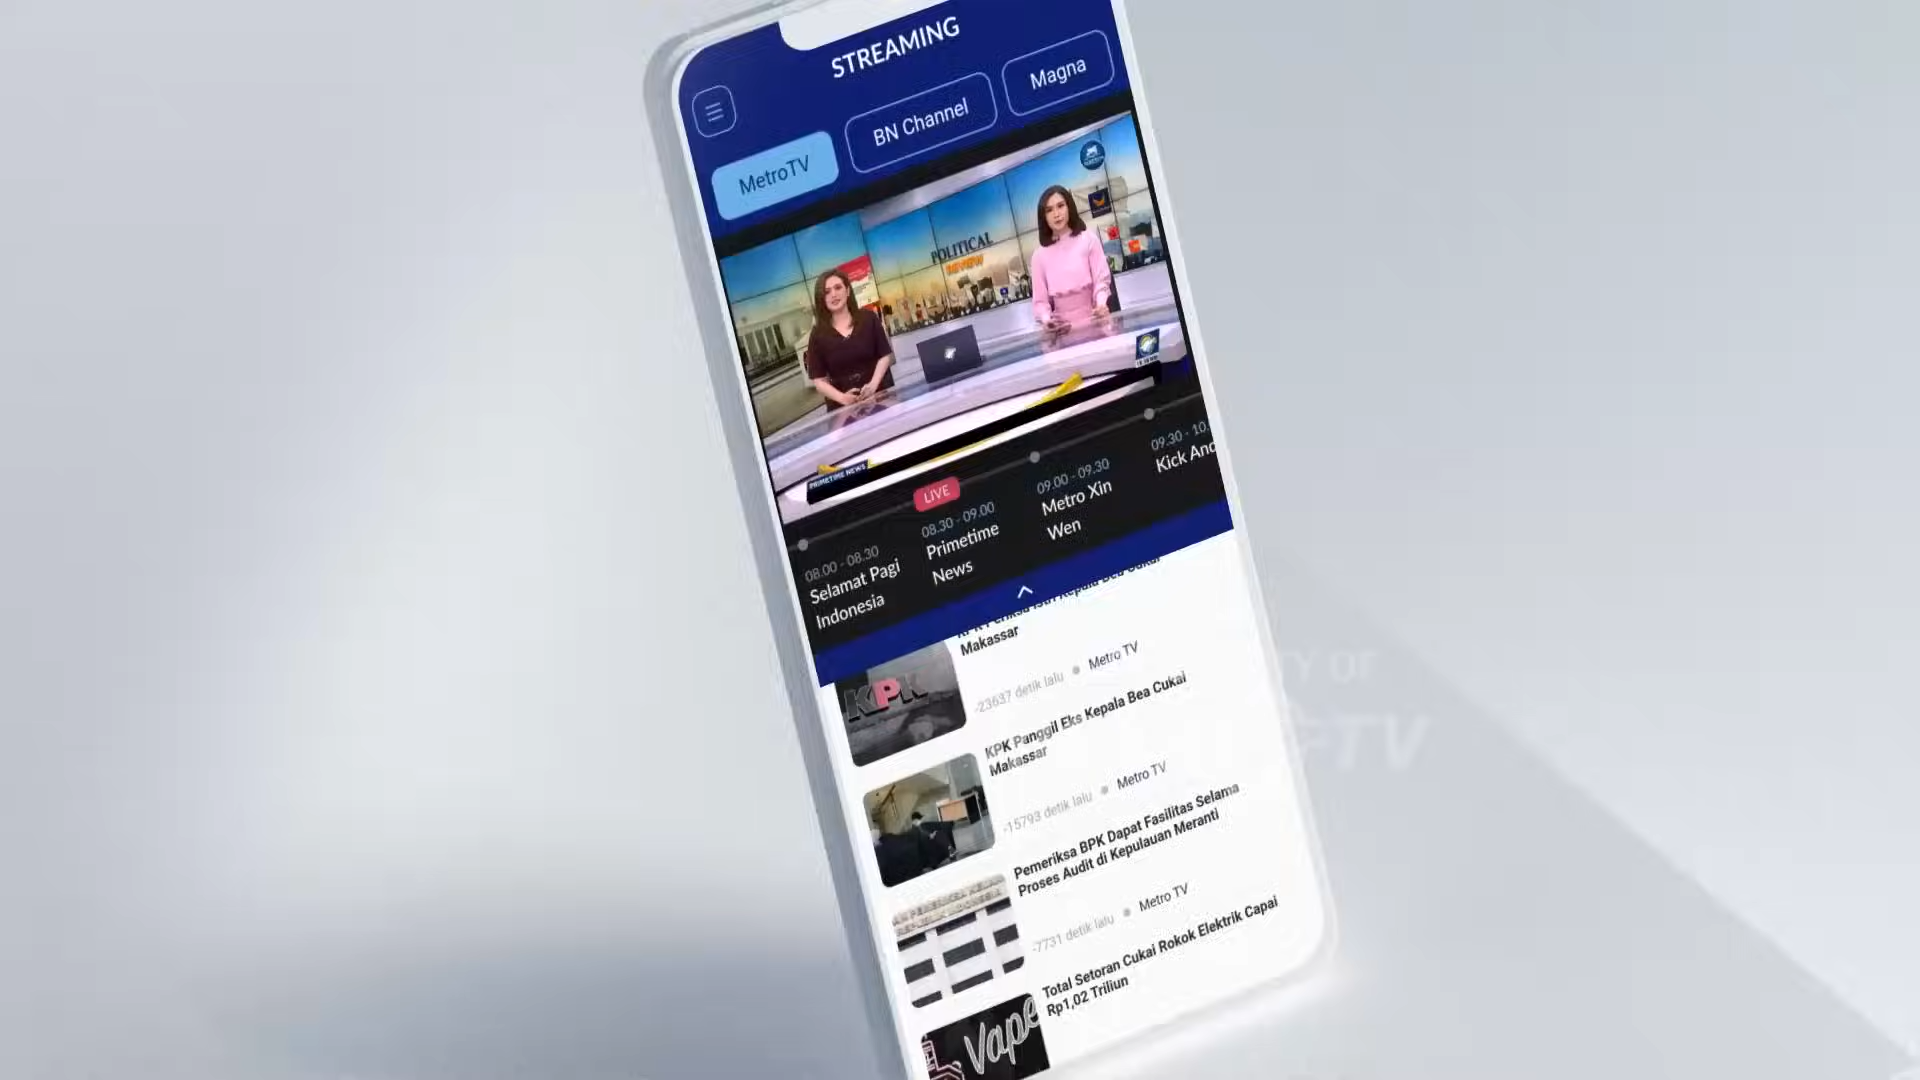 STREAMING
MetroTV
BN Channel
Magna
POLITICAL
REVIEW
PRIMETIME NEWS
LIVE
08.00 - 08.30
Selamat Pagi
Indonesia
08.30 - 09.00
Primetime
News
09.00 - 09.30
Metro Xin
Wen
09.30 - 10.
Kick And
Makassar
KPK
-23637 detik lalu • Metro TV
KPK Panggil Eks Kepala Bea Cukai
Makassar
-15793 detik lalu • Metro TV
Pemeriksa BPK Dapat Fasilitas Selama
Proses Audit di Kepulauan Meranti
-7731 detik lalu • Metro TV
Total Setoran Cukai Rokok Elektrik Capai
Rp1,02 Triliun
Vape
TV